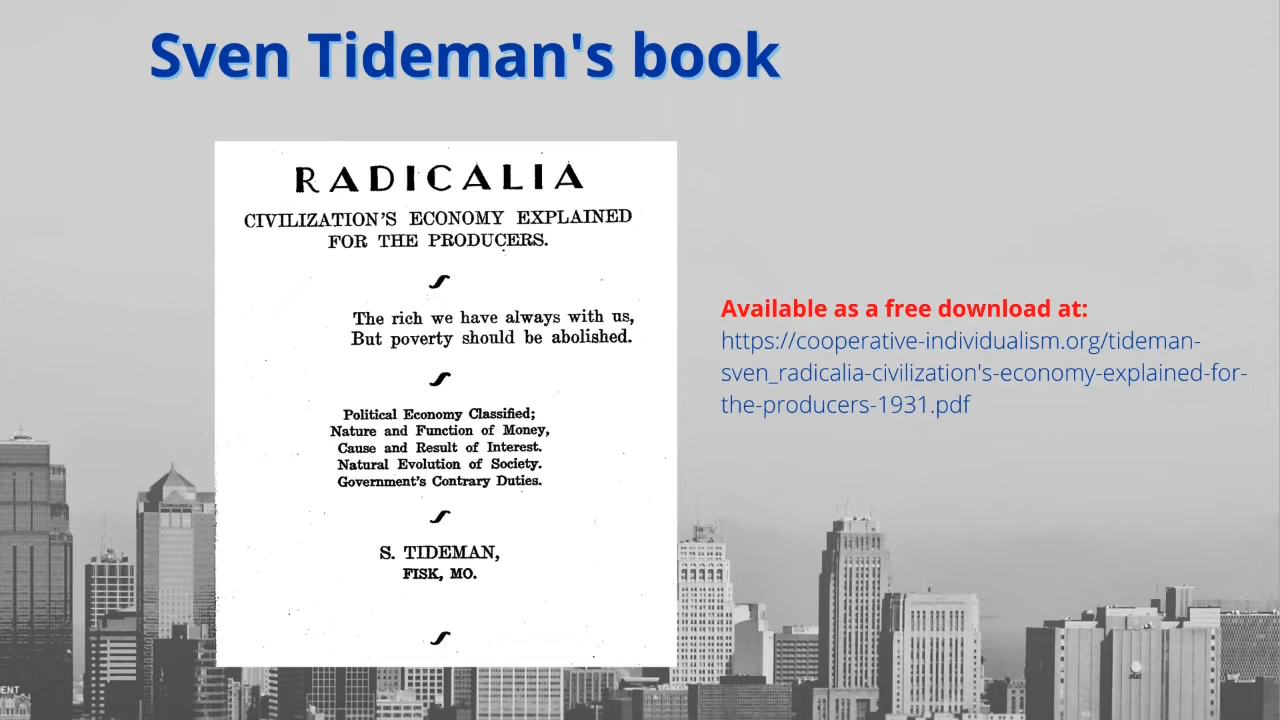 Sven Tideman's book
RADICALIA
CIVILIZATION'S ECONOMY EXPLAINED
FOR THE PRODUCERS.
The rich we have always with us,
But poverty should be abolished.
Political Economy Classified;
Nature and Function of Money,
Cause and Result of Interest.
Natural Evolution of Society.
Government's Contrary Duties.
S. TIDEMAN,
FISK, MO.
Available as a free download at:
https://cooperative-individualism.org/tideman-
sven_radicalia-civilization's-economy-explained-for-
the-producers-1931.pdf
ENT